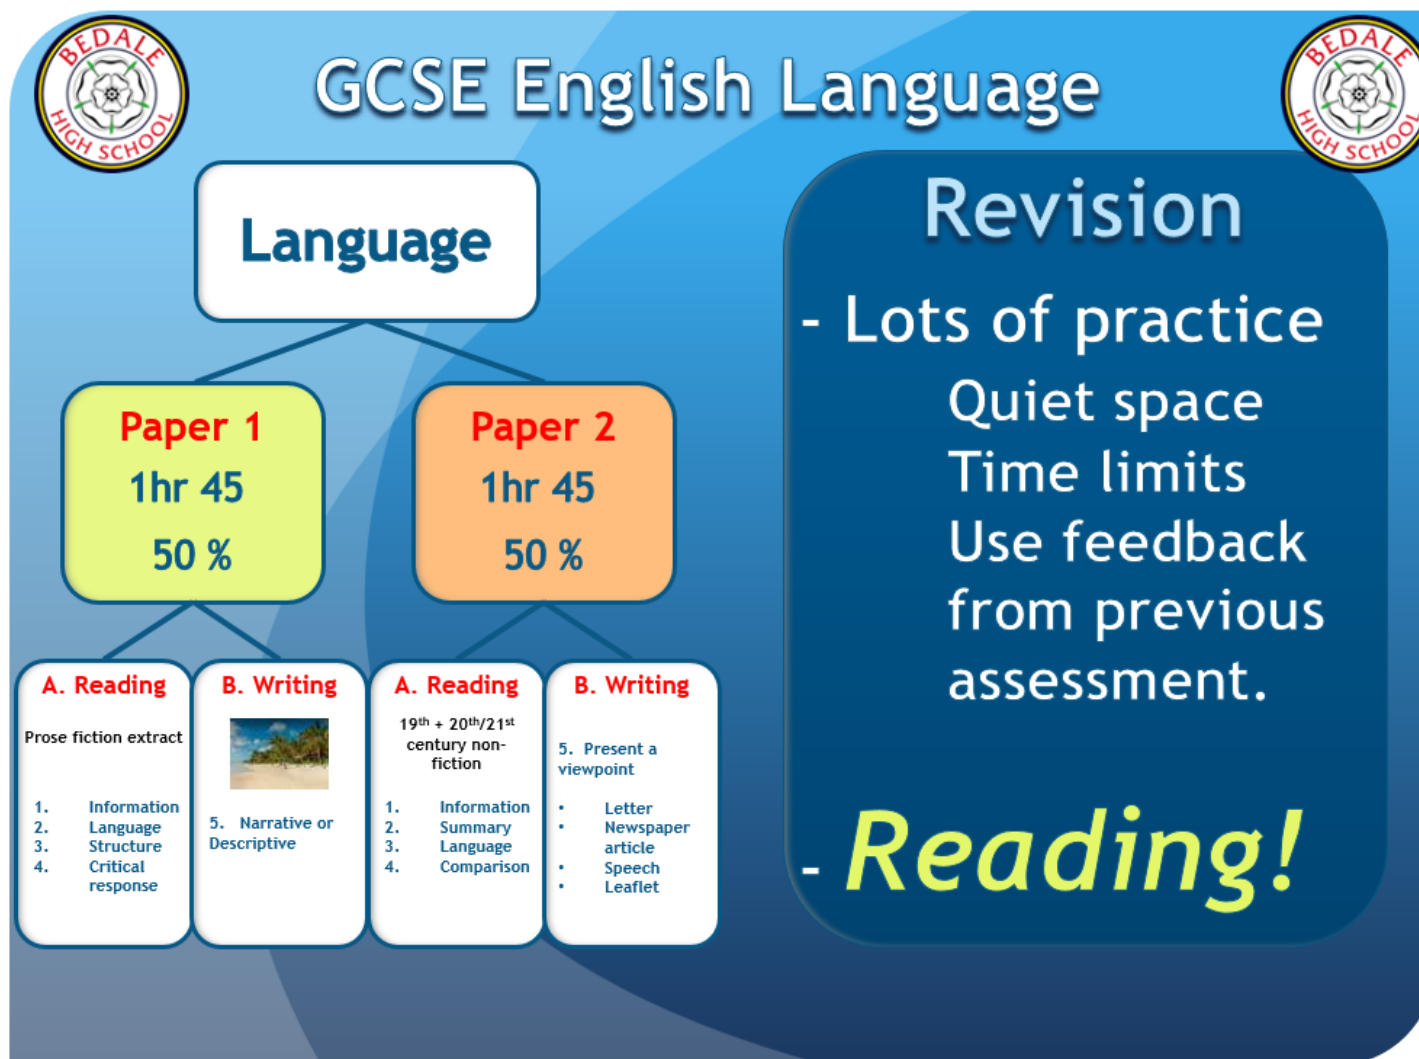 BEDALE
HIGH SCHOOL
GCSE English Language
BEDALE
HIGH SCHOOL
Language
Paper 1
1hr 45
50 %
Paper 2
1hr 45
50 %
A. Reading
Prose fiction extract
1. Information
2. Language
3. Structure
4. Critical
response
B. Writing
5. Narrative or
Descriptive
A. Reading
19th + 20th/21st
century non-
fiction
1. Information
2. Summary
3. Language
4. Comparison
B. Writing
5. Present a
viewpoint
• Letter
• Newspaper
article
• Speech
• Leaflet
Revision
- Lots of practice
Quiet space
Time limits
Use feedback
from previous
assessment.
- Reading!